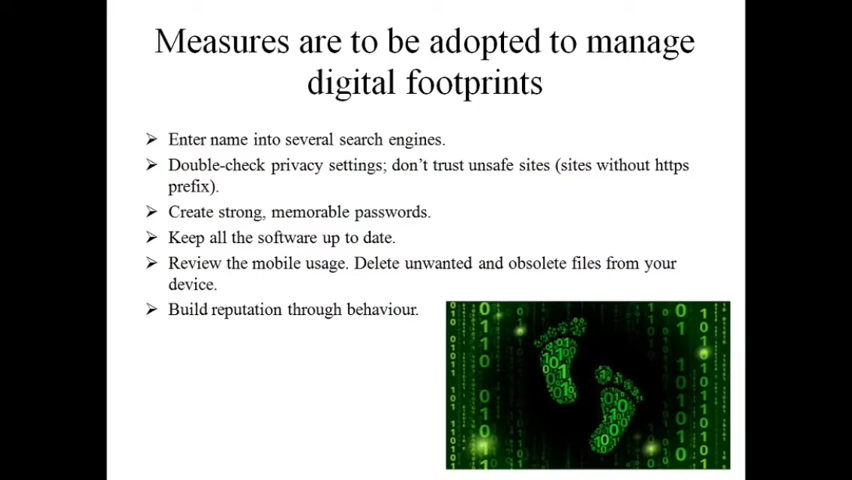 Measures are to be adopted to manage
digital footprints
➢ Enter name into several search engines.
➢ Double-check privacy settings; don't trust unsafe sites (sites without https
prefix).
➢ Create strong, memorable passwords.
➢ Keep all the software up to date.
➢ Review the mobile usage. Delete unwanted and obsolete files from your
device.
➢ Build reputation through behaviour.